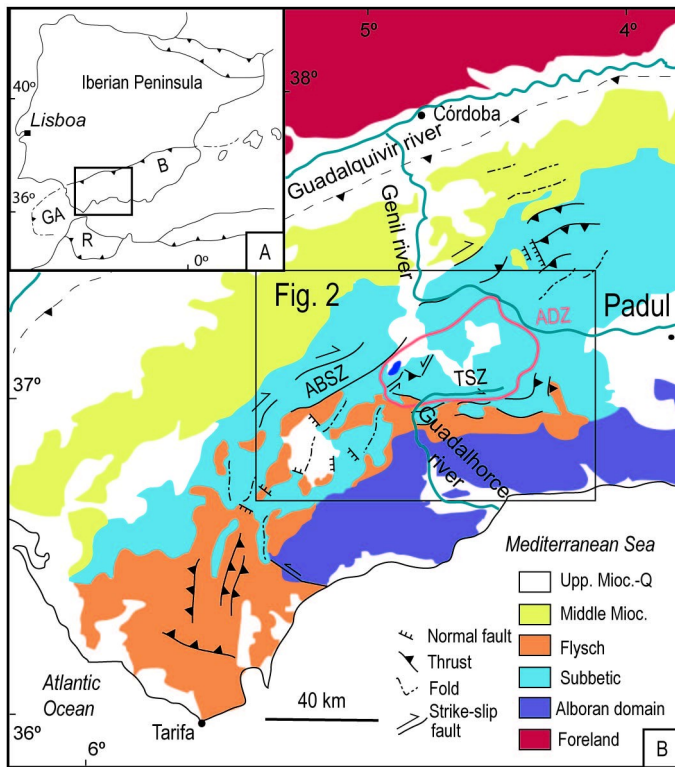 Iberian Peninsula
40º
Lisboa
36º
B
GA
R
0º
A
5º
4º
38º
Córdoba
Guadalquivir river
Genil river
Fig. 2
Padul
ADZ
ABSZ
TSZ
37º
Guadalhorce
river
Mediterranean Sea
Upp. Mioc.-Q
Middle Mioc.
Flysch
Subbetic
Alboran domain
Foreland
Normal fault
Thrust
Fold
Strike-slip
fault
40 km
Atlantic
Ocean
Tarifa
36º
6º
B